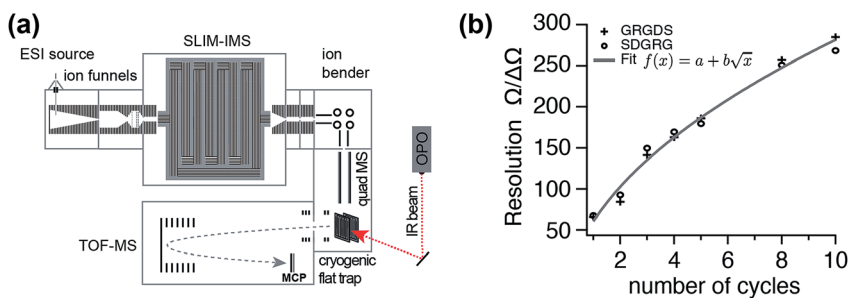 (a)
ESI source
ion funnels
SLIM-IMS
ion
bender
quad MS
OPO
IR beam
TOF-MS
MCP
cryogenic
flat trap
(b)
Resolution Ω/ΔΩ
300
250
200
150
100
50
GRGDS
SDGRG
Fit f(x) = a + b√x
2
4
6
8
10
number of cycles